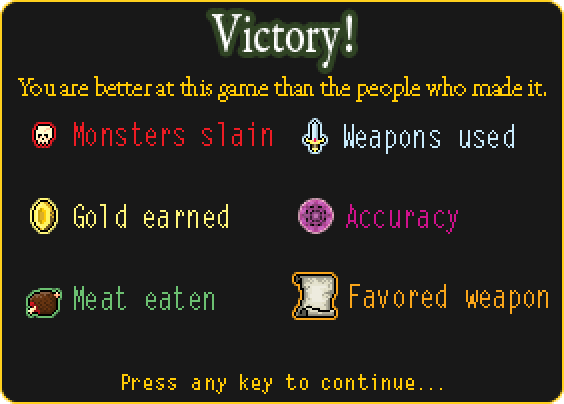 Victory!
You are better at this game than the people who made it.
Monsters slain
Weapons used
Gold earned
Accuracy
Meat eaten
Favored weapon
Press any key to continue...